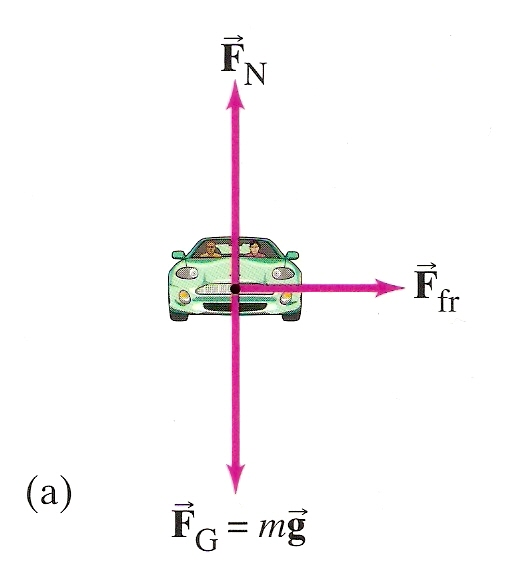 F⃗N
F⃗fr
(a)
F⃗G = mg⃗